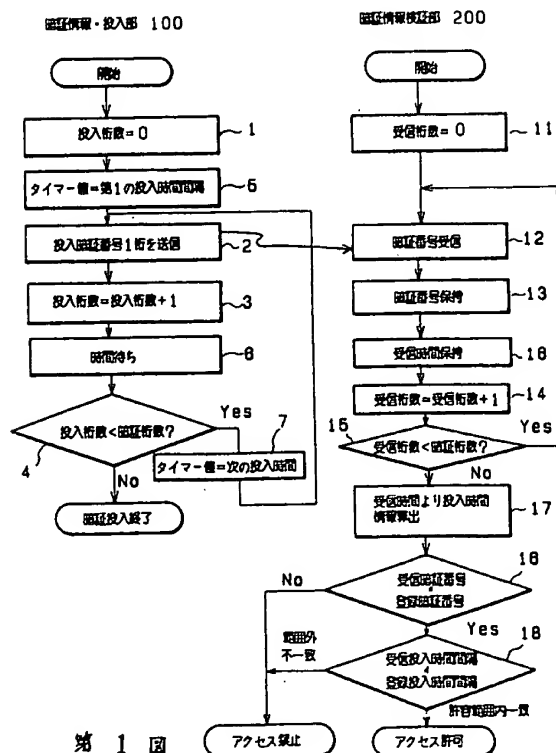 暗証情報・投入部 100
開始
投入桁数=0
1
タイマー値=第1の投入時間間隔
6
投入暗証番号1桁を送信
2
投入桁数=投入桁数+1
3
時間待ち
8
投入桁数<暗証桁数?
4
Yes
7
タイマー値=次の投入時間
No
暗証投入終了
暗証情報検証部 200
開始
受信桁数=0
11
暗証番号受信
12
暗証番号保持
13
受信時間保持
16
受信桁数=受信桁数+1
14
受信桁数<暗証桁数?
15
Yes
No
受信時間より投入時間
情報算出
17
受信暗証番号
登録暗証番号
16
No
Yes
受信投入時間間隔
登録投入時間間隔
18
範囲外
不一致
許容範囲内一致
アクセス禁止
アクセス許可
第 1 図